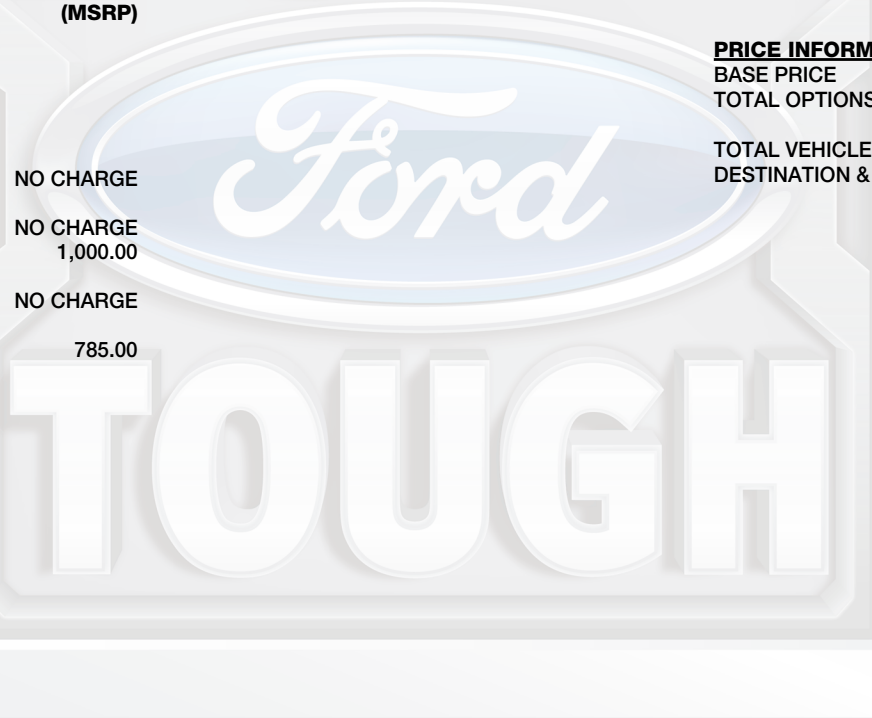 (MSRP)
NO CHARGE
NO CHARGE
1,000.00
NO CHARGE
785.00
PRICE INFORM
BASE PRICE
TOTAL OPTIONS
TOTAL VEHICLE
DESTINATION &
Ford
TOUGH